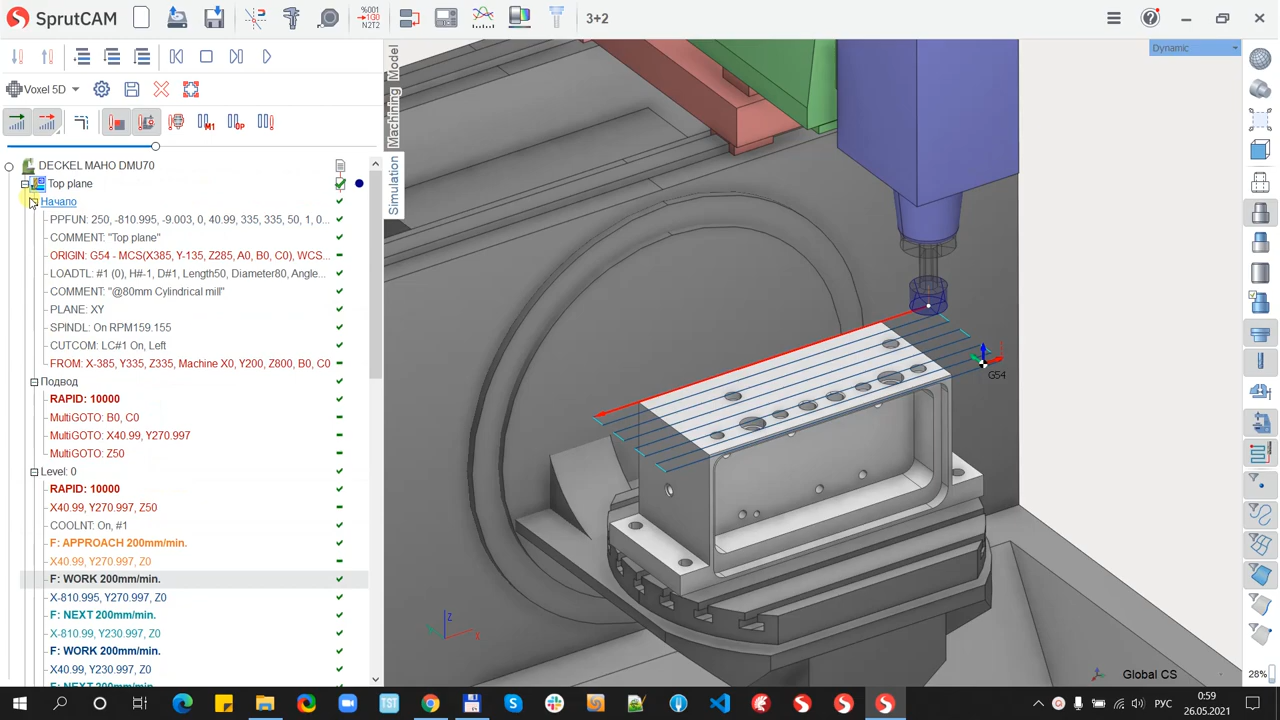 SprutCAM
%001
G0
N2T2
3+2
Voxel 5D
M1
OP
Model
Machining
Simulation
Dynamic
DECKEL MAHO DMU70
Top plane
Начало
PPFUN: 250, -810.995, -9.003, 0, 40.99, 335, 335, 50, 1, 0...
COMMENT: "Top plane"
ORIGIN: G54 - MCS(X385, Y-135, Z285, A0, B0, C0), WCS...
LOADTL: #1 (0), H#-1, D#1, Length50, Diameter80, Angle...
COMMENT: "@80mm Cylindrical mill"
PLANE: XY
SPINDL: On RPM159.155
CUTCOM: LC#1 On, Left
FROM: X-385, Y335, Z335, Machine X0, Y200, Z800, B0, C0
Подвод
RAPID: 10000
MultiGOTO: B0, C0
MultiGOTO: X40.99, Y270.997
MultiGOTO: Z50
Level: 0
RAPID: 10000
X40.99, Y270.997, Z50
COOLNT: On, #1
F: APPROACH 200mm/min.
X40.99, Y270.997, Z0
F: WORK 200mm/min.
X-810.995, Y270.997, Z0
F: NEXT 200mm/min.
X-810.99, Y230.997, Z0
F: WORK 200mm/min.
X40.99, Y230.997, Z0
G54
Z
X
Global CS
28%
TST
РУС
0:59
26.05.2021